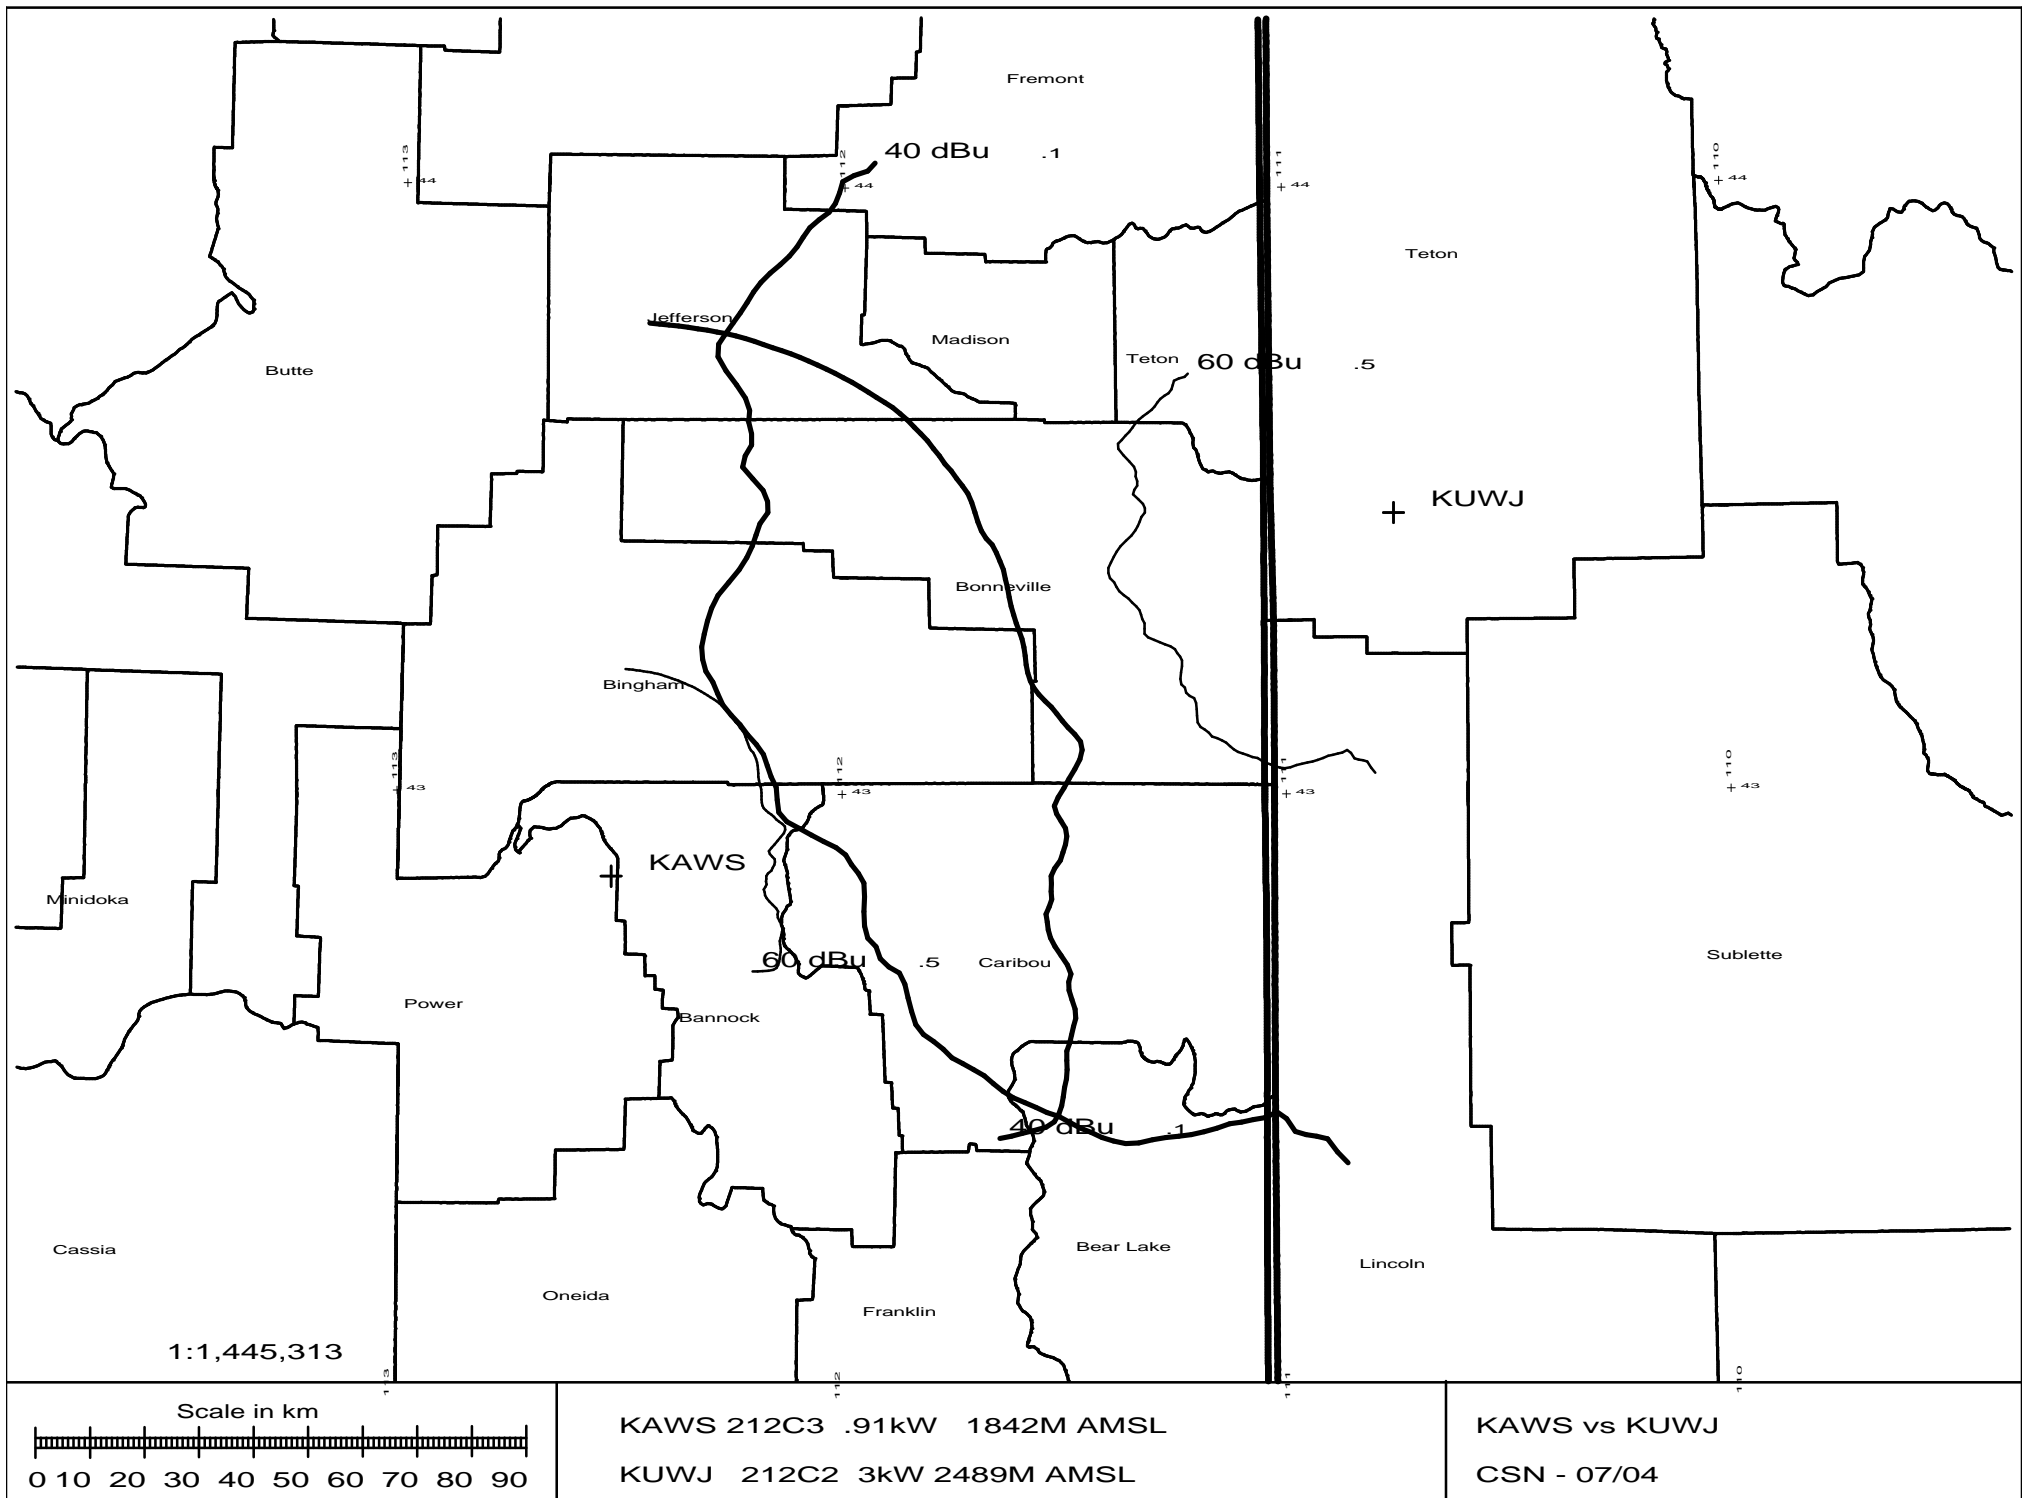 Fremont
40 dBu .1
113
+ 44
112
+ 44
111
+ 44
110
+ 44
Teton
Jefferson
Madison
Teton
60 dBu .5
Butte
KUWJ
Bonneville
Bingham
113
+ 43
112
+ 43
111
+ 43
110
+ 43
KAWS
Minidoka
60 dBu .5
Caribou
Sublette
Power
Bannock
40 dBu .1
Cassia
Bear Lake
Lincoln
Oneida
Franklin
1:1,445,313
113
112
111
110
Scale in km
0 10 20 30 40 50 60 70 80 90
KAWS 212C3 .91kW 1842M AMSL
KUWJ 212C2 3kW 2489M AMSL
KAWS vs KUWJ
CSN - 07/04